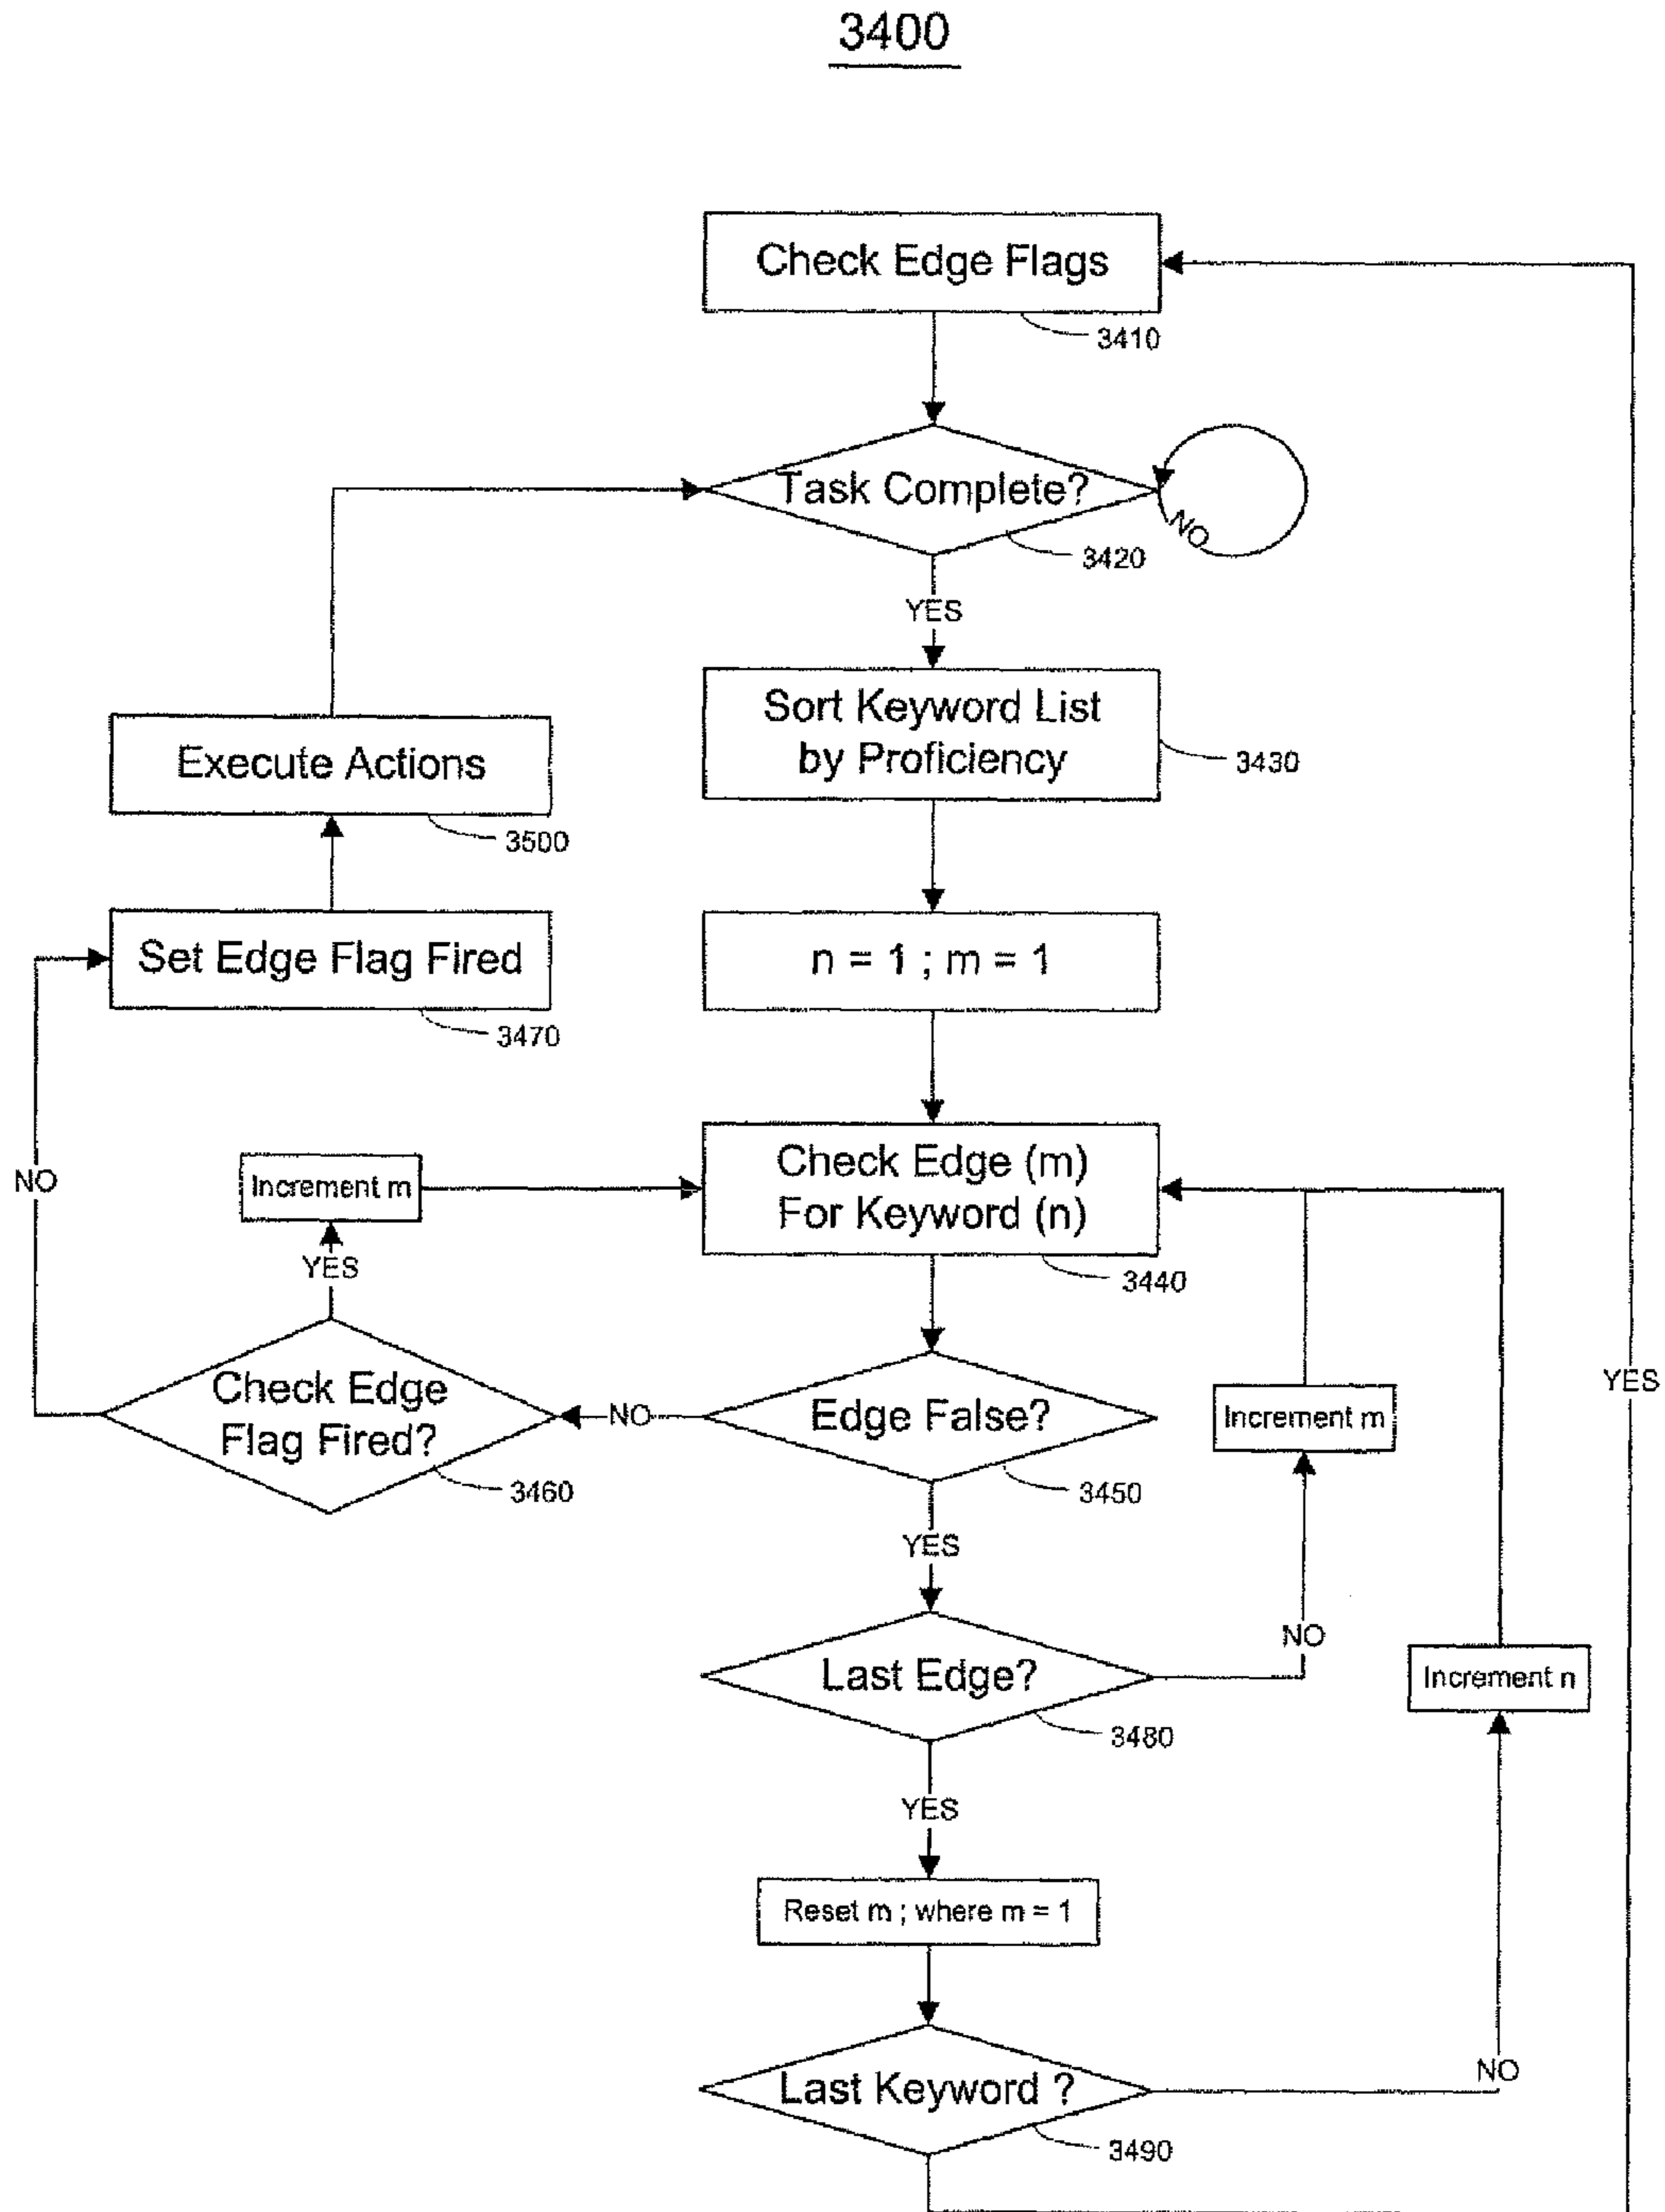 3400
Check Edge Flags
3410
Task Complete?
NO
3420
YES
Sort Keyword List
by Proficiency
3430
Execute Actions
3500
n = 1 ; m = 1
Set Edge Flag Fired
3470
NO
Increment m
Check Edge (m)
For Keyword (n)
3440
YES
Check Edge
Flag Fired?
3460
NO
Edge False?
3450
Increment m
YES
YES
Last Edge?
3480
NO
Increment n
YES
Reset m ; where m = 1
Last Keyword ?
3490
NO